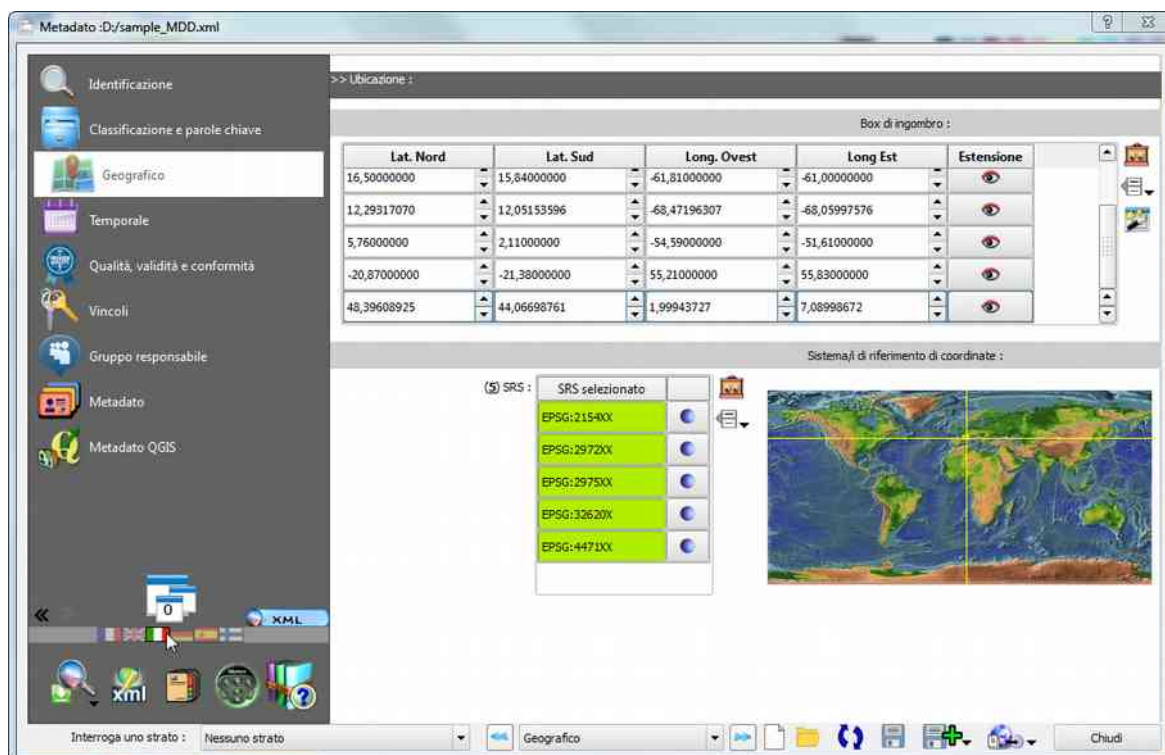 Metadato :D:/sample_MDD.xml
Identificazione
Classificazione e parole chiave
Geografico
Temporale
Qualità, validità e conformità
Vincoli
Gruppo responsabile
Metadato
Metadato QGIS
0
XML
xml
>> Ubicazione :
Box di ingombro :
Lat. Nord Lat. Sud Long. Ovest Long Est Estensione
16,50000000 15,84000000 -61,81000000 -61,00000000
12,29317070 12,05153596 -68,47196307 -68,05997576
5,76000000 2,11000000 -54,59000000 -51,61000000
-20,87000000 -21,38000000 55,21000000 55,83000000
48,39608925 44,06698761 1,99943727 7,08998672
Sistema/i di riferimento di coordinate :
(5) SRS : SRS selezionato
EPSG:2154XX
EPSG:2972XX
EPSG:2975XX
EPSG:32620X
EPSG:4471XX
Interroga uno strato : Nessuno strato Geografico Chiudi